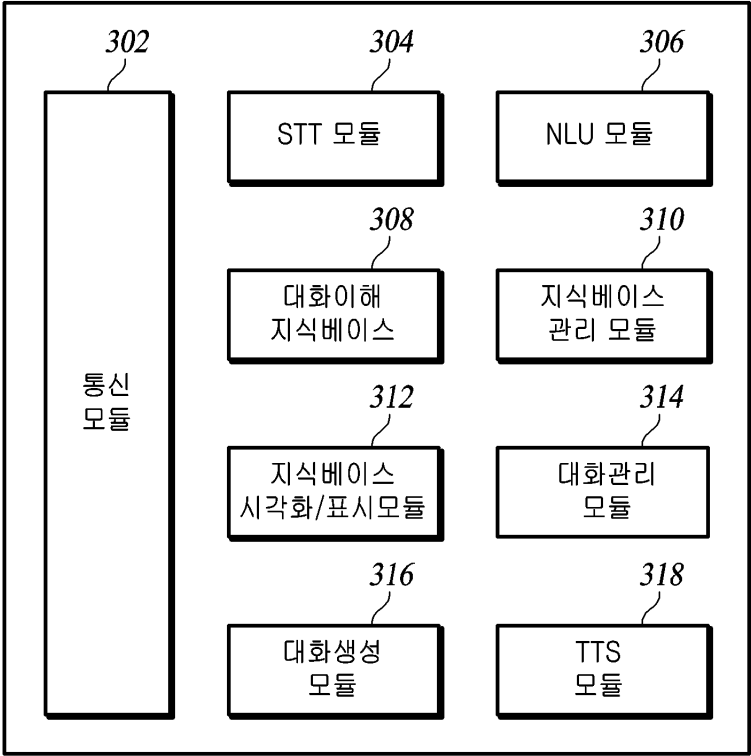 302
304
306
STT 모듈
NLU 모듈
308
310
대화이해
지식베이스
지식베이스
관리 모듈
통신
모듈
312
314
지식베이스
시각화/표시모듈
대화관리
모듈
316
318
대화생성
모듈
TTS
모듈